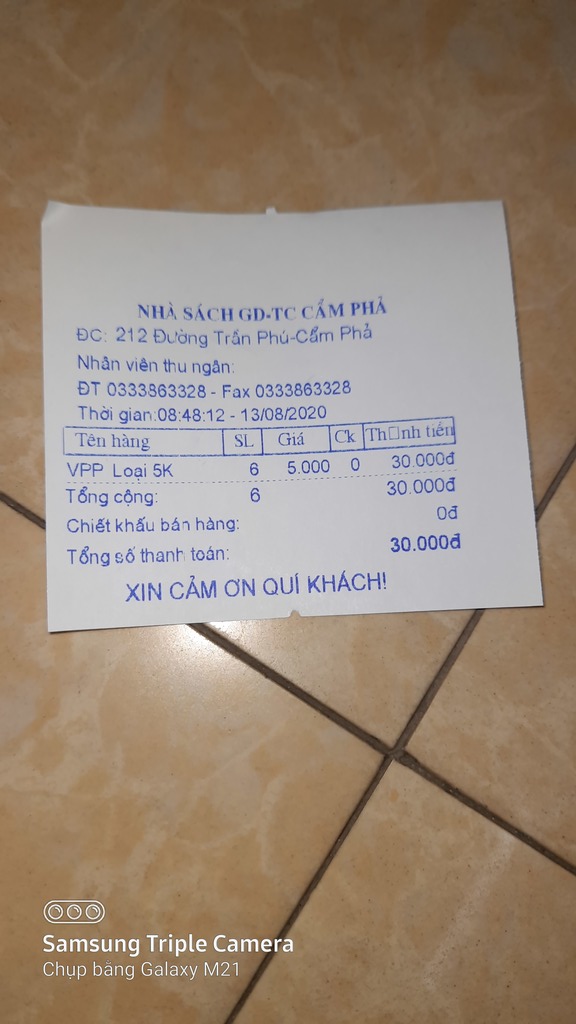 NHÀ SÁCH GD-TC CẨM PHẢ
ĐC: 212 Đường Trần Phú-Cẩm Phả
Nhân viên thu ngân:
ĐT 0333863328 - Fax 0333863328
Thời gian:08:48:12 - 13/08/2020
Tên hàng SL Giá Ck Th□nh tiền
VPP Loại 5K 6 5.000 0 30.000đ
Tổng cộng: 6 30.000đ
Chiết khấu bán hàng: 0đ
Tổng số thanh toán: 30.000đ
XIN CẢM ƠN QUÍ KHÁCH!
Samsung Triple Camera
Chụp bằng Galaxy M21